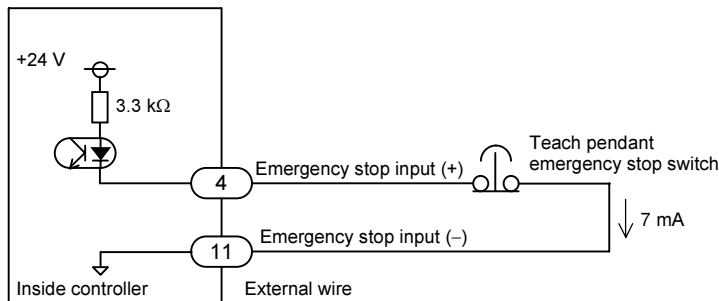 +24 V
3.3 kΩ
Teach pendant
emergency stop switch
4
Emergency stop input (+)
7 mA
11
Emergency stop input (−)
Inside controller
External wire